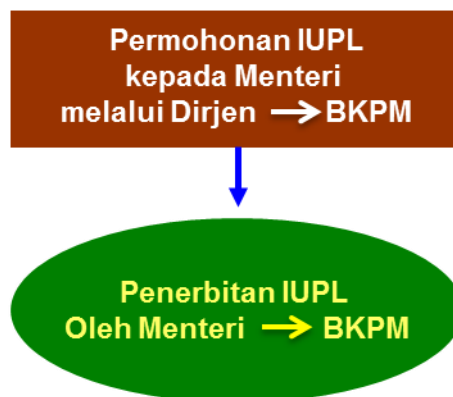 Permohonan IUPL
kepada Menteri
melalui Dirjen → BKPM
Penerbitan IUPL
Oleh Menteri → BKPM